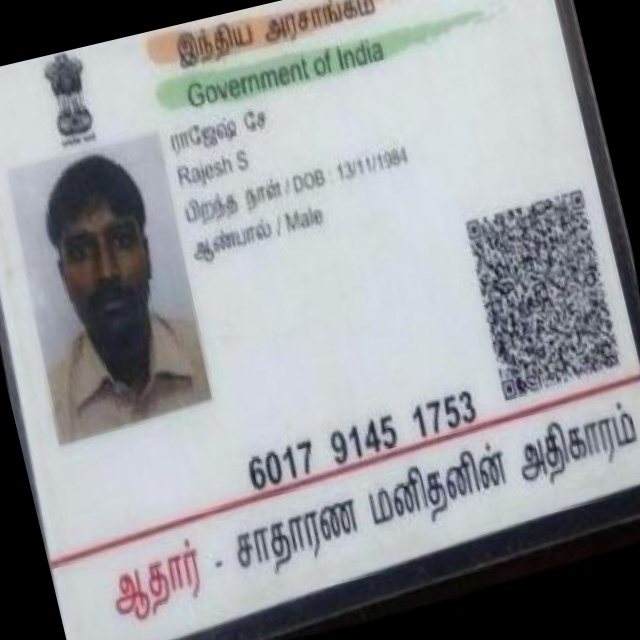 இந்திய அரசாங்கம்
Government of India
ராஜேஷ் சே
Rajesh S
பிறந்த நாள் / DOB : 13/11/1984
ஆண்பால் / Male
6017 9145 1753
ஆதார் - சாதாரண மனிதனின் அதிகாரம்